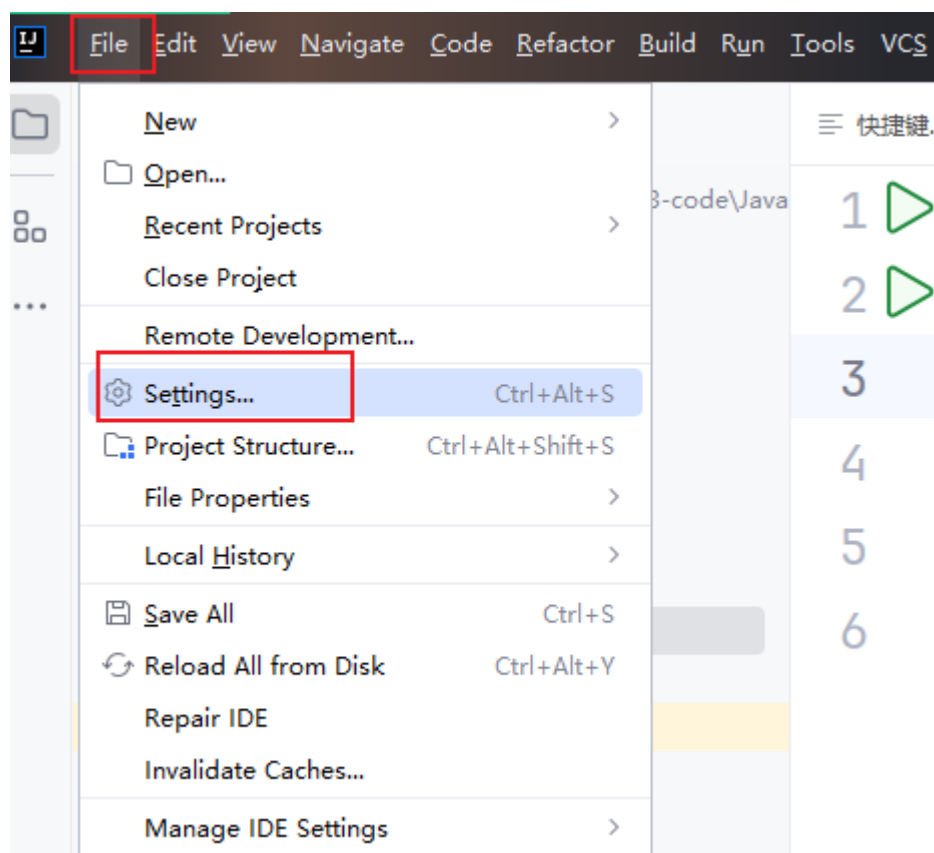 IJ File Edit View Navigate Code Refactor Build Run Tools VCS
New
快捷键.
Open...
3-code\Java
1
Recent Projects
Close Project
2
Remote Development...
Settings... Ctrl+Alt+S
3
Project Structure... Ctrl+Alt+Shift+S
4
File Properties
Local History
5
Save All Ctrl+S
6
Reload All from Disk Ctrl+Alt+Y
Repair IDE
Invalidate Caches...
Manage IDE Settings